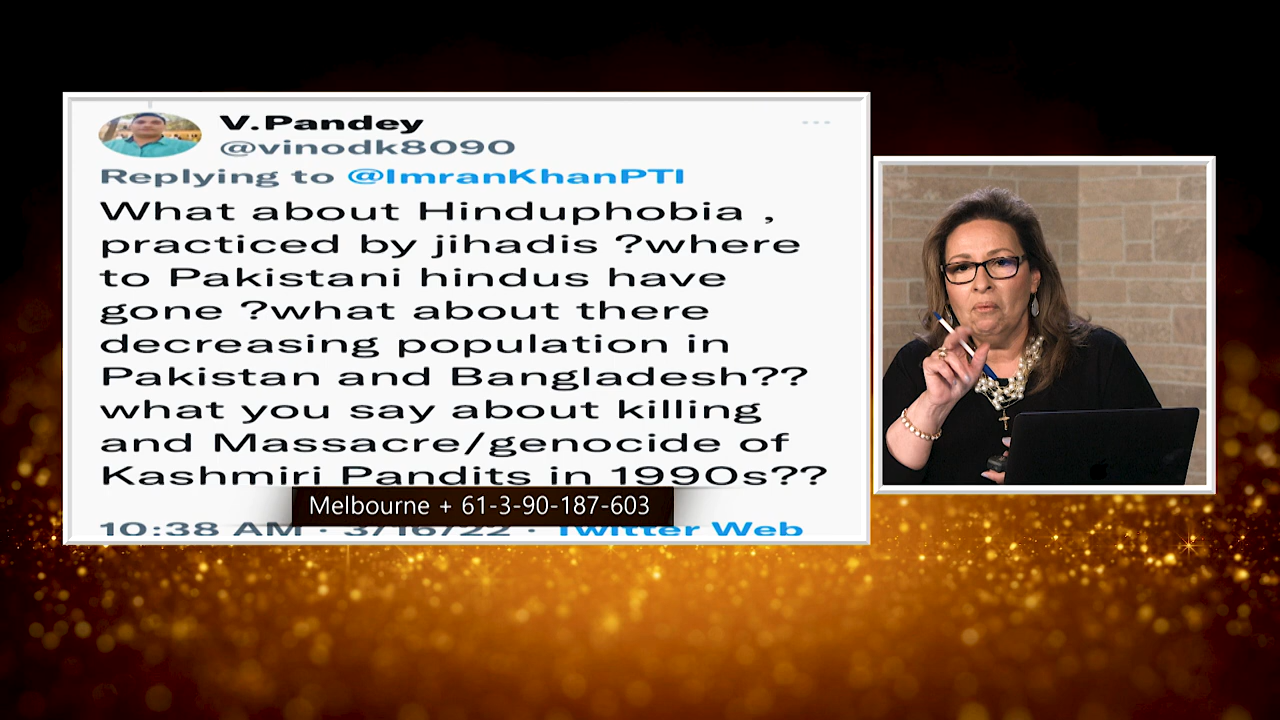 V.Pandey
@vinodk8090
Replying to @ImranKhanPTI
What about Hinduphobia ,
practiced by jihadis ?where
to Pakistani hindus have
gone ?what about there
decreasing population in
Pakistan and Bangladesh??
what you say about killing
and Massacre/genocide of
Kashmiri Pandits in 1990s??
Melbourne + 61-3-90-187-603
10:38 AM · 3/16/22 · Twitter Web